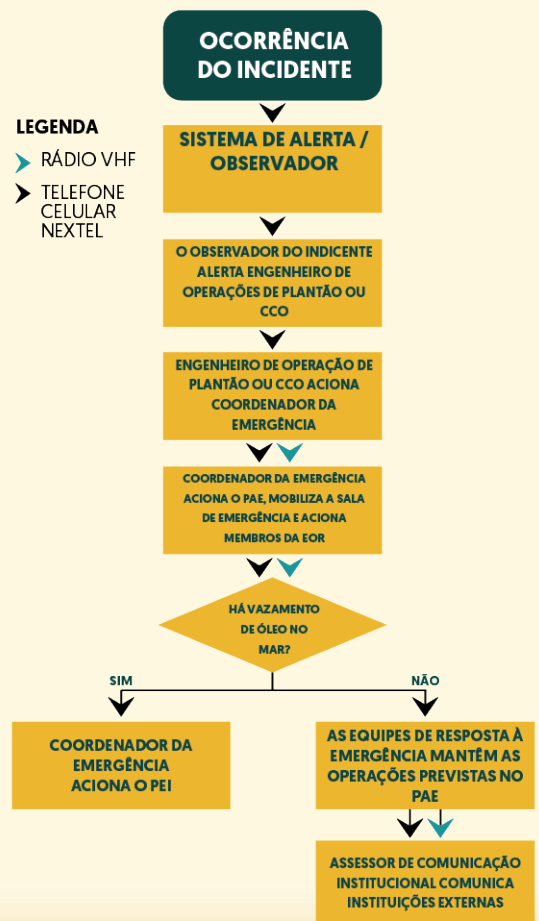 OCORRÊNCIA
DO INCIDENTE
LEGENDA
RÁDIO VHF
TELEFONE
CELULAR
NEXTEL
SISTEMA DE ALERTA /
OBSERVADOR
O OBSERVADOR DO INDICENTE
ALERTA ENGENHEIRO DE
OPERAÇÕES DE PLANTÃO OU
CCO
ENGENHEIRO DE OPERAÇÃO DE
PLANTÃO OU CCO ACIONA
COORDENADOR DA
EMERGÊNCIA
COORDENADOR DA EMERGÊNCIA
ACIONA O PAE, MOBILIZA A SALA
DE EMERGÊNCIA E ACIONA
MEMBROS DA EOR
HÁ VAZAMENTO
DE ÓLEO NO
MAR?
SIM
NÃO
COORDENADOR DA
EMERGÊNCIA
ACIONA O PEI
AS EQUIPES DE RESPOSTA À
EMERGÊNCIA MANTÊM AS
OPERAÇÕES PREVISTAS NO
PAE
ASSESSOR DE COMUNICAÇÃO
INSTITUCIONAL COMUNICA
INSTITUIÇÕES EXTERNAS